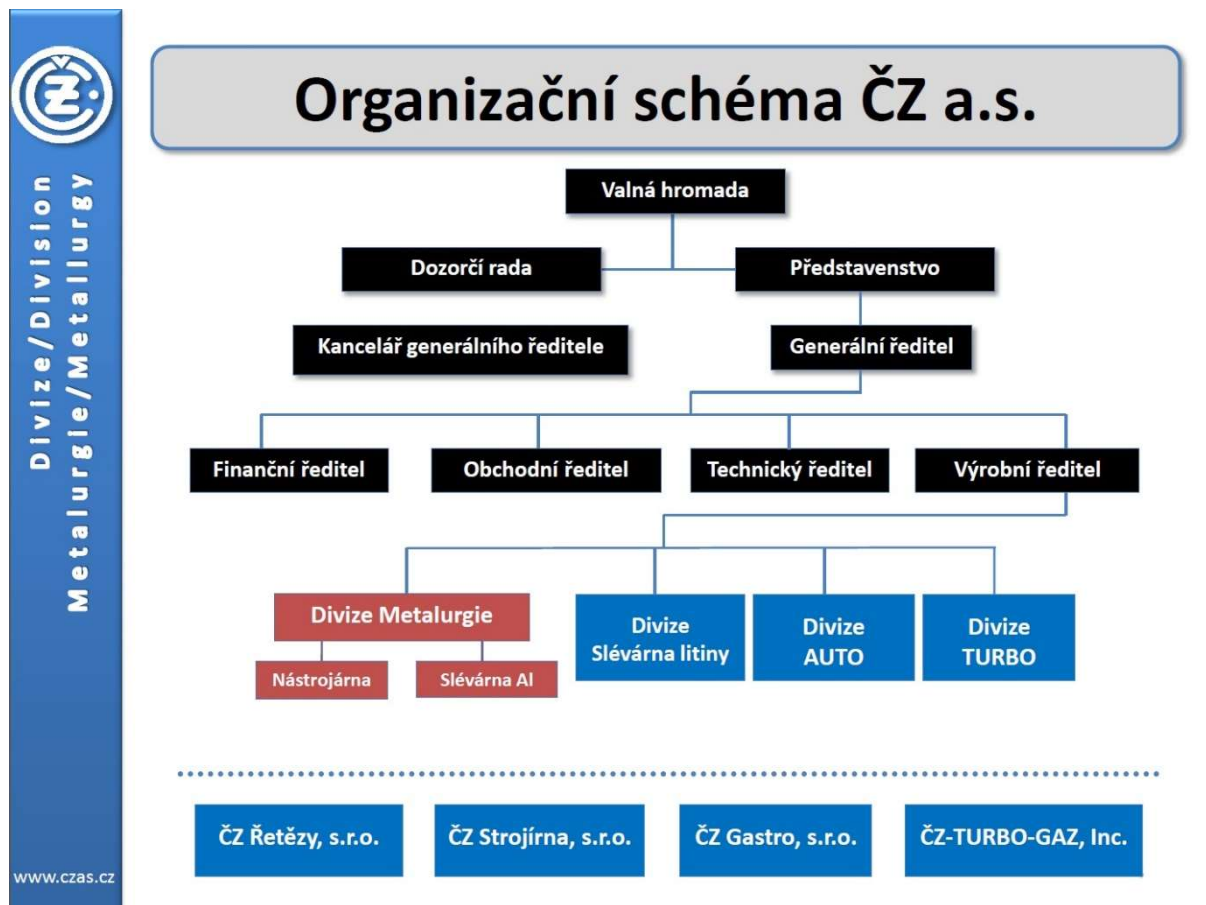 ČZ
Divize/Division
Metalurgie/Metallurgy
www.czas.cz
Organizační schéma ČZ a.s.
Valná hromada
Dozorčí rada
Představenstvo
Kancelář generálního ředitele
Generální ředitel
Finanční ředitel
Obchodní ředitel
Technický ředitel
Výrobní ředitel
Divize Metalurgie
Nástrojárna
Slévárna Al
Divize
Slévárna litiny
Divize
AUTO
Divize
TURBO
ČZ Řetězy, s.r.o.
ČZ Strojírna, s.r.o.
ČZ Gastro, s.r.o.
ČZ-TURBO-GAZ, Inc.